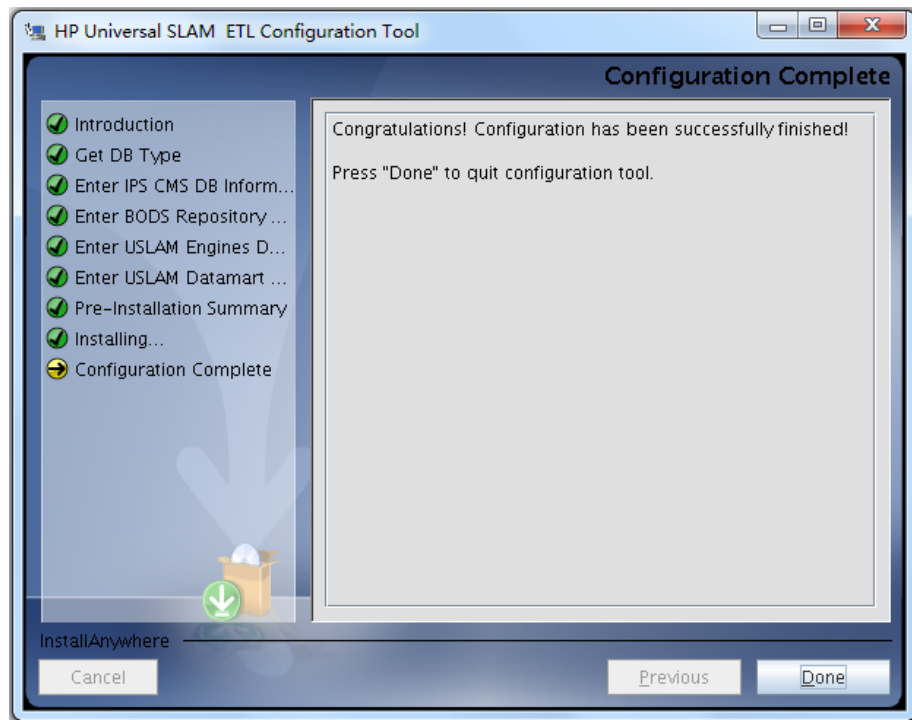 HP Universal SLAM ETL Configuration Tool
Configuration Complete
Introduction
Get DB Type
Enter IPS CMS DB Inform...
Enter BODS Repository ...
Enter USLAM Engines D...
Enter USLAM Datamart ...
Pre-Installation Summary
Installing...
Configuration Complete
Congratulations! Configuration has been successfully finished!
Press "Done" to quit configuration tool.
InstallAnywhere
Cancel
Previous
Done